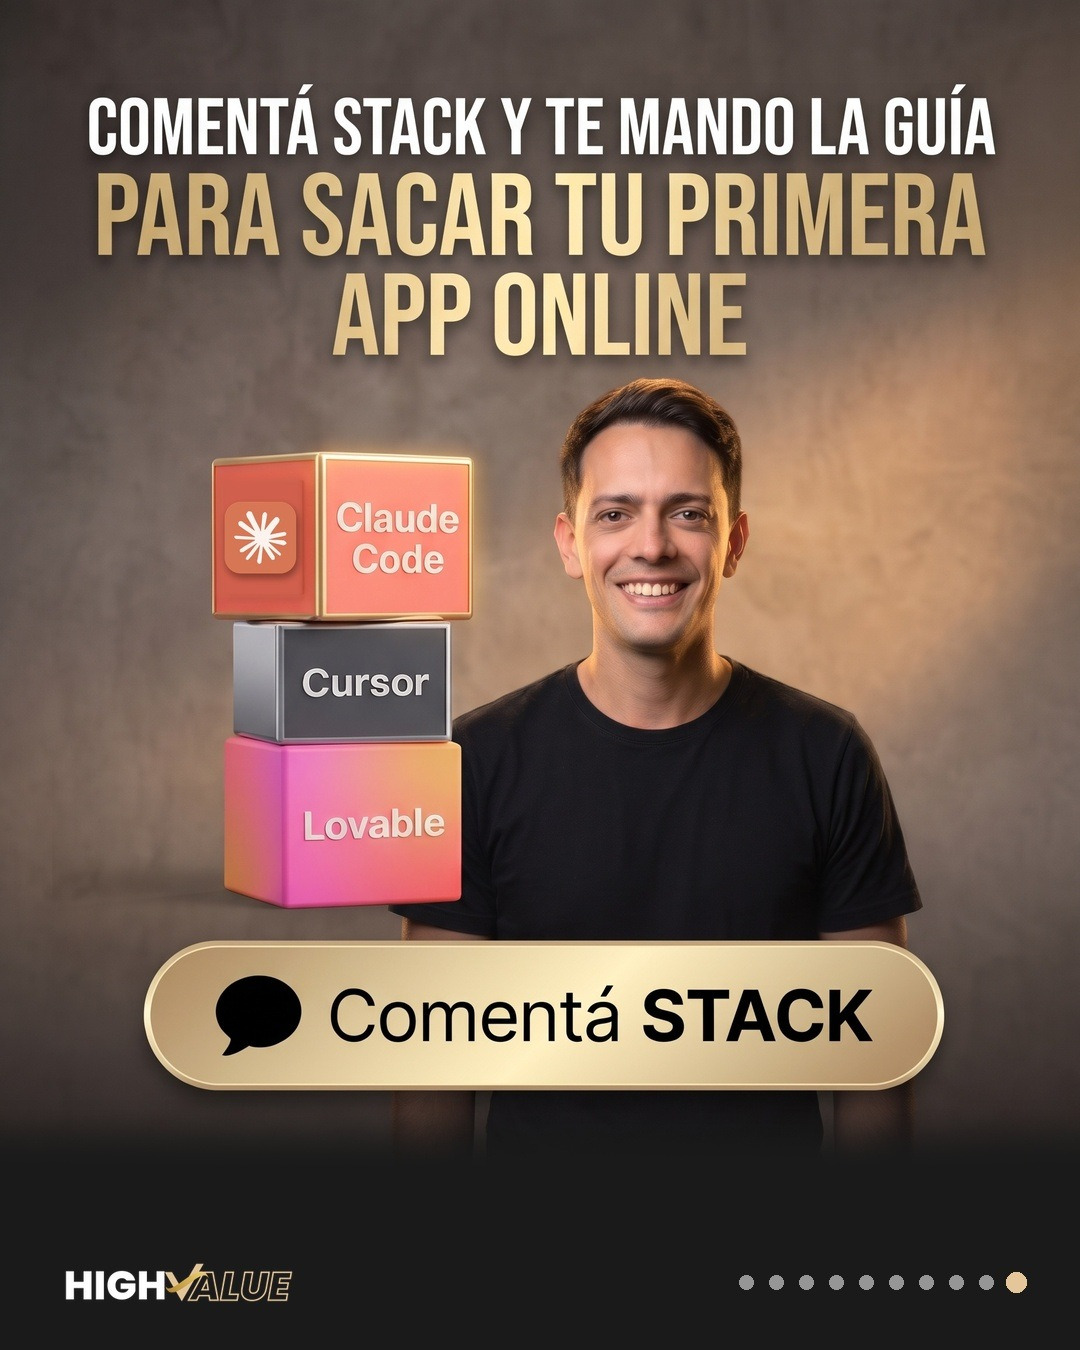 COMENTÁ STACK Y TE MANDO LA GUÍA
PARA SACAR TU PRIMERA
APP ONLINE
Claude
Code
Cursor
Lovable
Comentá STACK
HIGHVALUE